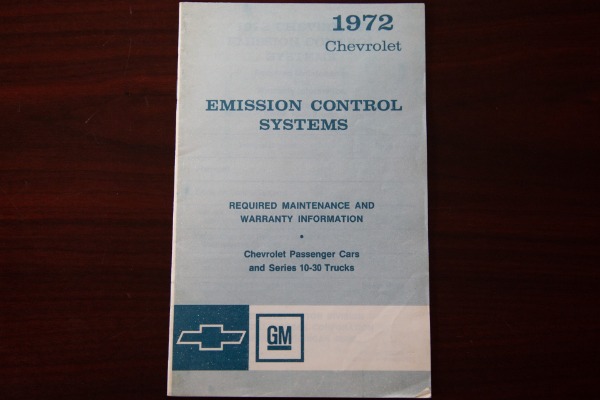 1972
Chevrolet
EMISSION CONTROL
SYSTEMS
REQUIRED MAINTENANCE AND
WARRANTY INFORMATION
•
Chevrolet Passenger Cars
and Series 10-30 Trucks
GM